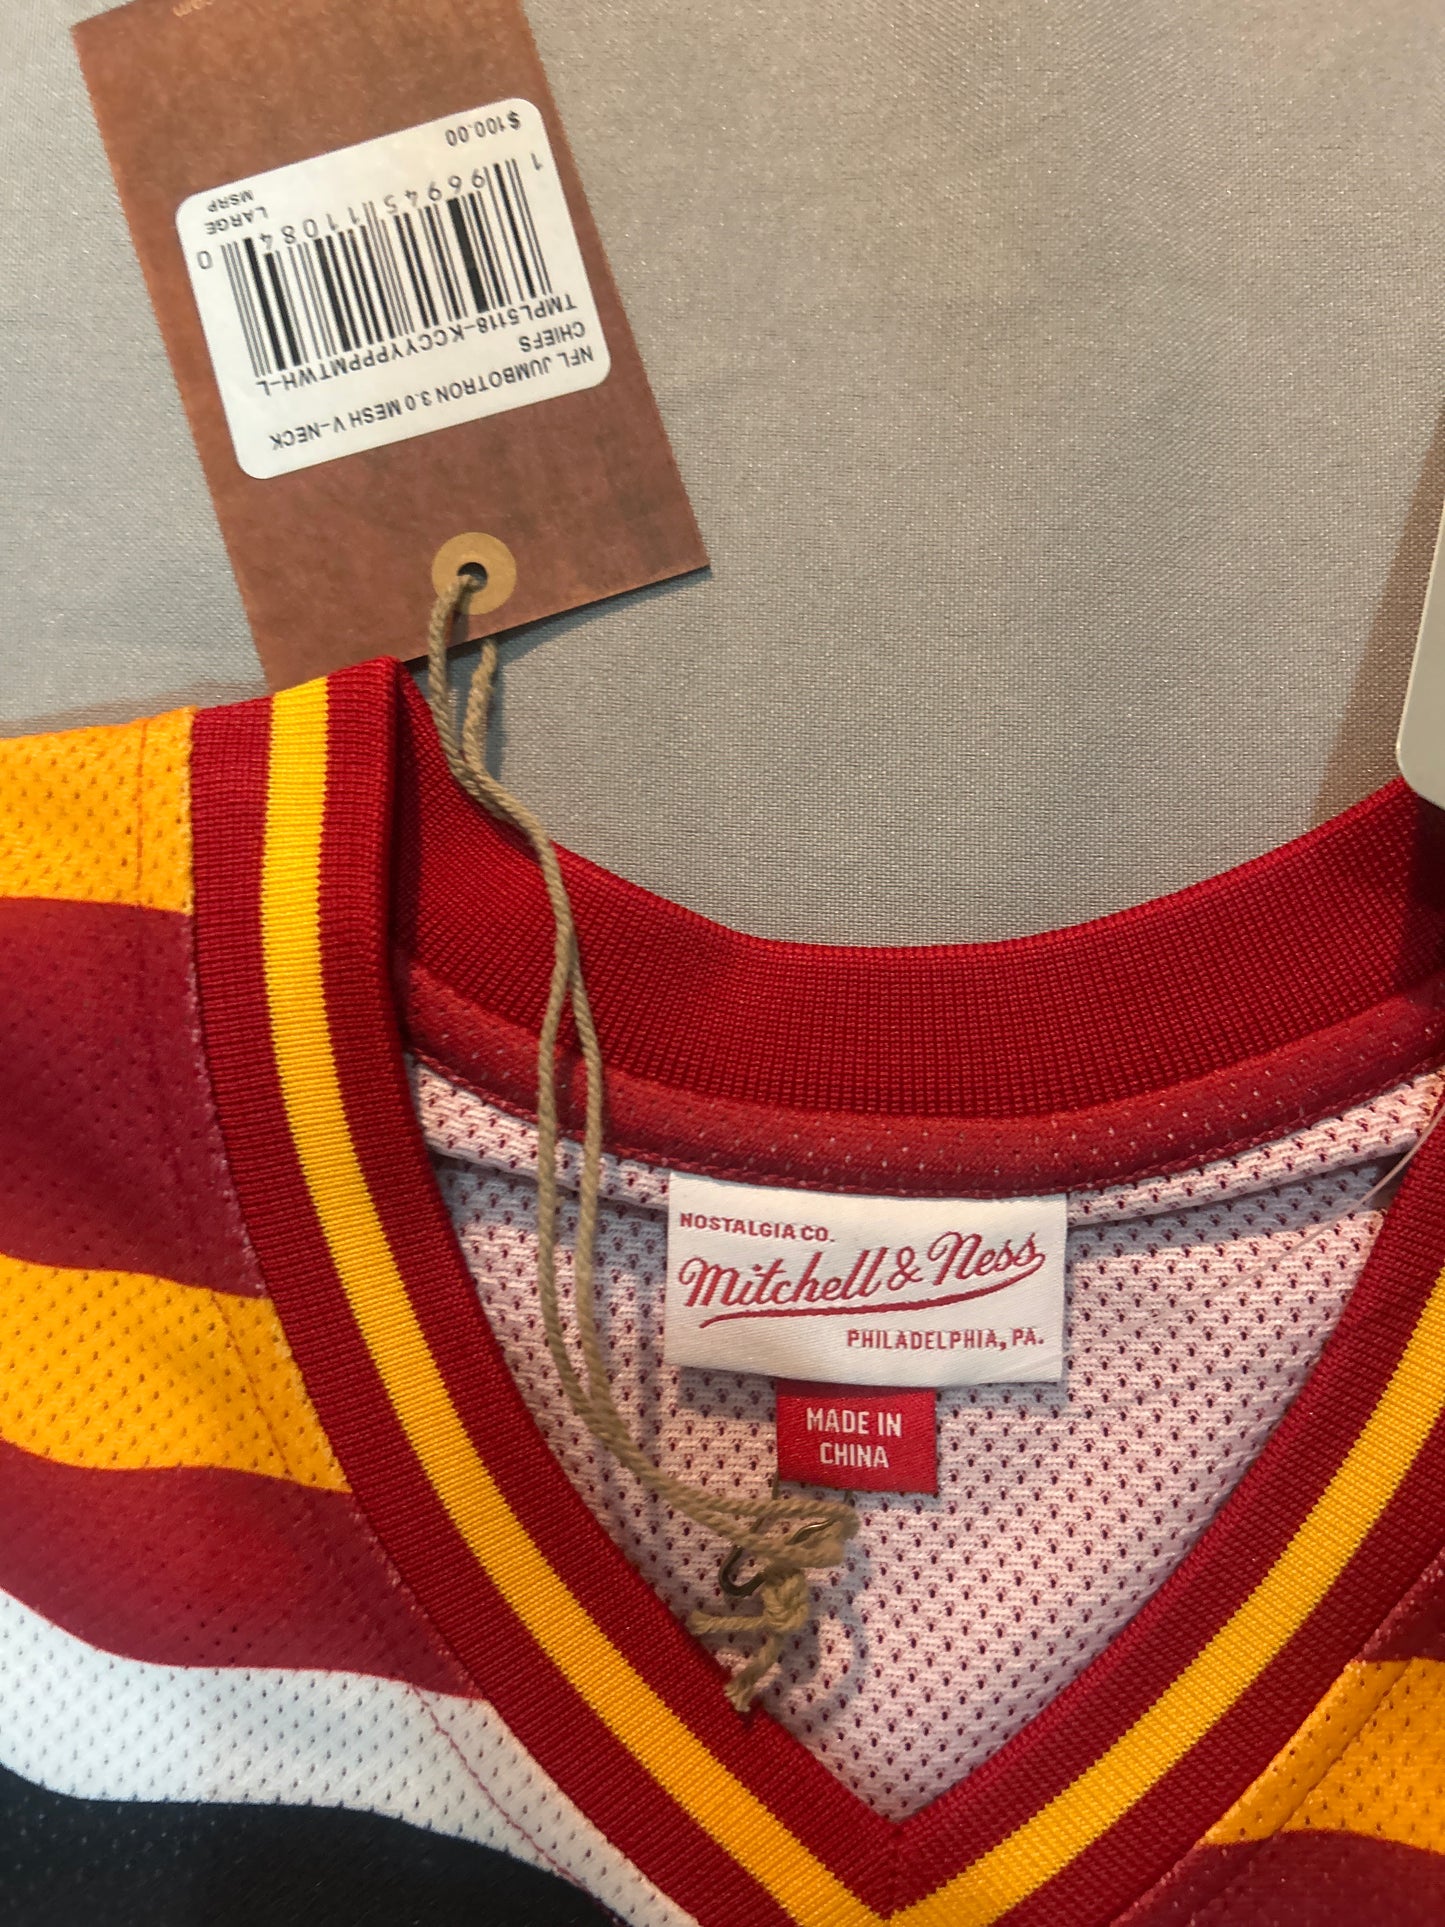 NFL JUMBOTRON 3.0 MESH V-NECK
CHIEFS
TMPL5118-KCCYYPPPMTWH-L
1 96945 11084 0
LARGE
$100.00 MSRP
NOSTALGIA CO.
Mitchell & Ness
PHILADELPHIA, PA.
MADE IN
CHINA